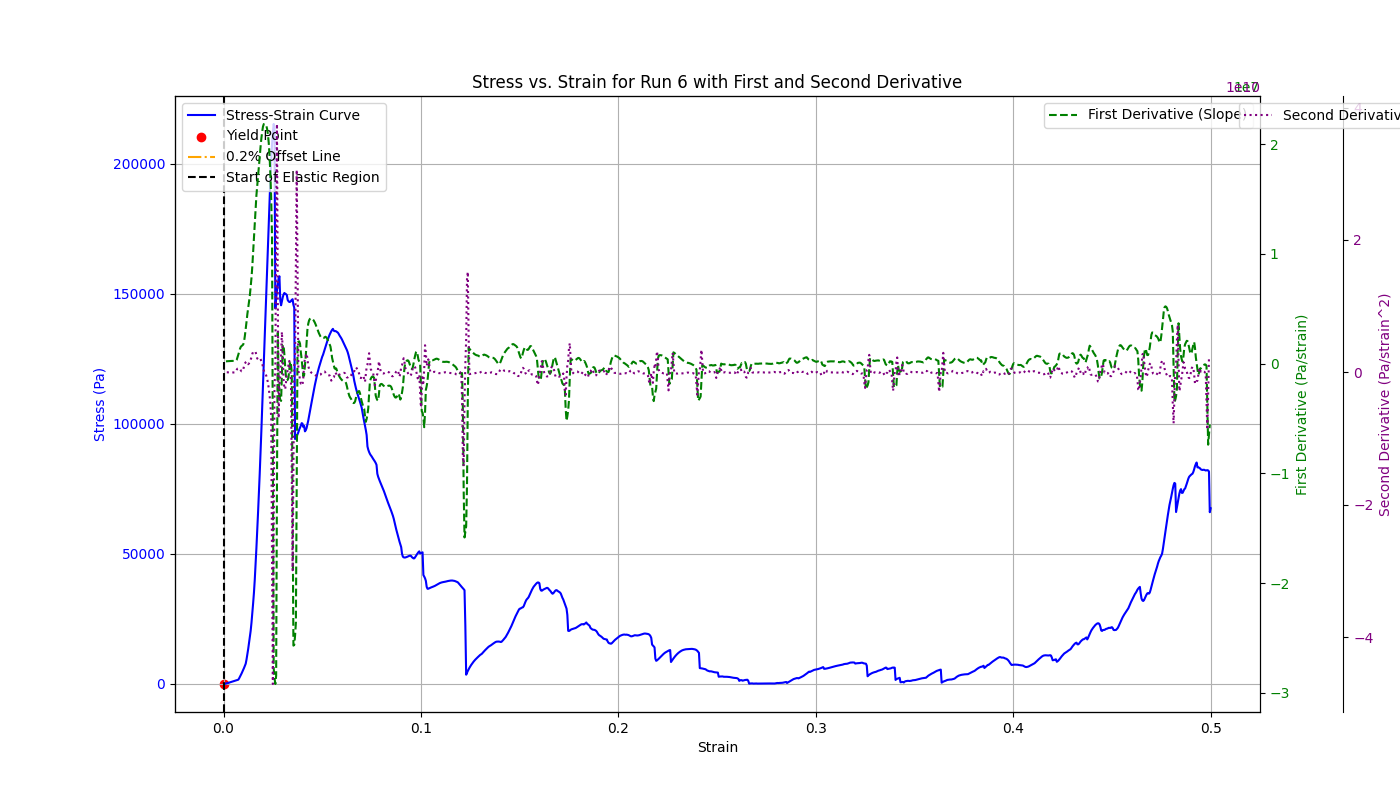 Stress vs. Strain for Run 6 with First and Second Derivative
Stress-Strain Curve
Yield Point
0.2% Offset Line
Start of Elastic Region
First Derivative (Slope)
Second Derivativ
200000
150000
100000
50000
0
Stress (Pa)
0.0 0.1 0.2 0.3 0.4 0.5
Strain
2
1
0
−1
−2
−3
First Derivative (Pa/strain)
4
2
0
−2
−4
Second Derivative (Pa/strain^2)